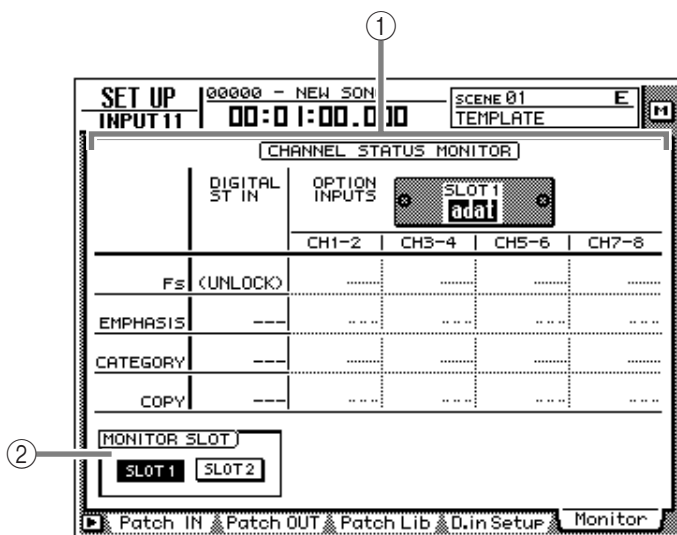 ①
SET UP
INPUT 11
00000 - NEW SON
00:01:00.000
SCENE 01 E
TEMPLATE
M
CHANNEL STATUS MONITOR
DIGITAL ST IN
OPTION INPUTS
SLOT 1
adat
CH1-2 | CH3-4 | CH5-6 | CH7-8
Fs (UNLOCK) ........ ........ ........ ........
EMPHASIS --- --- --- --- ---
CATEGORY --- ........ ........ ........ ........
COPY --- --- --- --- ---
②
MONITOR SLOT
SLOT 1 SLOT 2
Patch IN Patch OUT Patch Lib D.in Setup Monitor